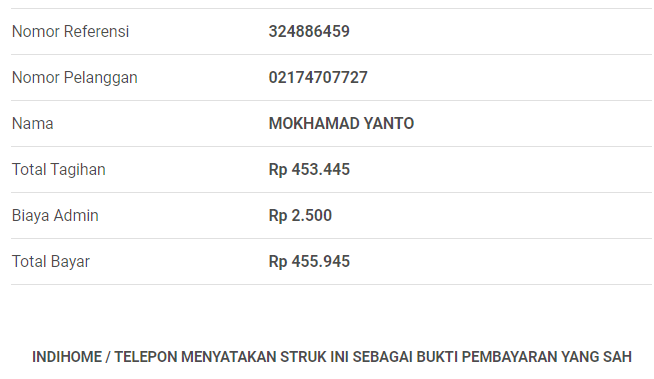 Nomor Referensi 324886459
Nomor Pelanggan 02174707727
Nama MOKHAMAD YANTO
Total Tagihan Rp 453.445
Biaya Admin Rp 2.500
Total Bayar Rp 455.945
INDIHOME / TELEPON MENYATAKAN STRUK INI SEBAGAI BUKTI PEMBAYARAN YANG SAH